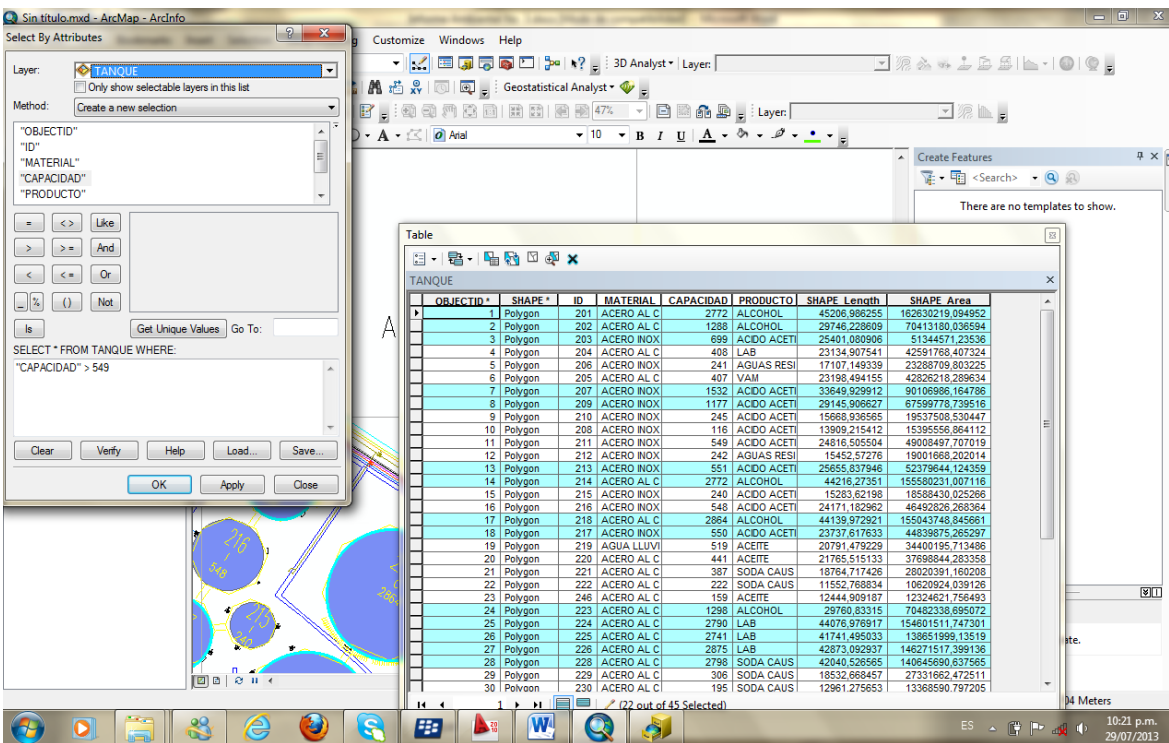 Sin título.mxd - ArcMap - ArcInfo
Select By Attributes
Customize Windows Help
Layer: TANQUE
Only show selectable layers in this list
Method: Create a new selection
"OBJECTID"
"ID"
"MATERIAL"
"CAPACIDAD"
"PRODUCTO"
= <> Like
> >= And
< <= Or
_ % () Not
Is Get Unique Values Go To:
SELECT * FROM TANQUE WHERE:
"CAPACIDAD" > 549
Clear Verify Help Load... Save...
OK Apply Close
3D Analyst Layer:
Geostatistical Analyst
47% Layer:
A Arial 10 B I U A
Create Features
<Search>
There are no templates to show.
A
Table
TANQUE
OBJECTID * SHAPE * ID MATERIAL CAPACIDAD PRODUCTO SHAPE_Length SHAPE_Area
1 Polygon 201 ACERO AL C 2772 ALCOHOL 45206,986255 162630219,094952
2 Polygon 202 ACERO AL C 1288 ALCOHOL 29746,228609 70413180,036594
3 Polygon 203 ACERO INOX 699 ACIDO ACETI 25401,080906 51344571,23536
4 Polygon 204 ACERO AL C 408 LAB 23134,907541 42591768,407324
5 Polygon 206 ACERO INOX 241 AGUAS RESI 17107,149339 23288709,803225
6 Polygon 205 ACERO AL C 407 VAM 23198,494155 42826218,289634
7 Polygon 207 ACERO INOX 1532 ACIDO ACETI 33649,929912 90106986,164786
8 Polygon 209 ACERO INOX 1177 ACIDO ACETI 29145,906627 67599778,739516
9 Polygon 210 ACERO INOX 245 ACIDO ACETI 15668,936565 19537508,530447
10 Polygon 208 ACERO INOX 116 ACIDO ACETI 13909,215412 15395556,864112
11 Polygon 211 ACERO INOX 549 ACIDO ACETI 24816,505504 49008497,707019
12 Polygon 212 ACERO INOX 242 AGUAS RESI 15452,57276 19001668,202014
13 Polygon 213 ACERO INOX 551 ACIDO ACETI 25655,837946 52379644,124359
14 Polygon 214 ACERO AL C 2772 ALCOHOL 44216,27351 155580231,007116
15 Polygon 215 ACERO INOX 240 ACIDO ACETI 15283,62198 18588430,025266
16 Polygon 216 ACERO INOX 548 ACIDO ACETI 24171,182962 46492826,268364
17 Polygon 218 ACERO AL C 2864 ALCOHOL 44139,972921 155043748,845661
18 Polygon 217 ACERO INOX 550 ACIDO ACETI 23737,617633 44839875,265297
19 Polygon 219 AGUA LLUVI 519 ACEITE 20791,479229 34400195,713486
20 Polygon 220 ACERO AL C 441 ACEITE 21765,515133 37698844,283358
21 Polygon 221 ACERO AL C 387 SODA CAUS 18764,717426 28020391,160208
22 Polygon 222 ACERO AL C 222 SODA CAUS 11552,768834 10620924,039126
23 Polygon 246 ACERO AL C 159 ACEITE 12444,909187 12324621,756493
24 Polygon 223 ACERO AL C 1298 ALCOHOL 29760,83315 70482338,695072
25 Polygon 224 ACERO AL C 2790 LAB 44076,976917 154601511,747301
26 Polygon 225 ACERO AL C 2741 LAB 41741,495033 138651999,13519
27 Polygon 226 ACERO AL C 2875 LAB 42873,092937 146271517,399136
28 Polygon 228 ACERO AL C 2798 SODA CAUS 42040,526565 140645690,637565
29 Polygon 229 ACERO AL C 306 SODA CAUS 18532,668457 27331662,472511
30 Polygon 230 ACERO AL C 195 SODA CAUS 12961,275653 13368590,797205
1 (22 out of 45 Selected)
216
548
215
240
286
ate.
04 Meters
ES
10:21 p.m.
29/07/2013